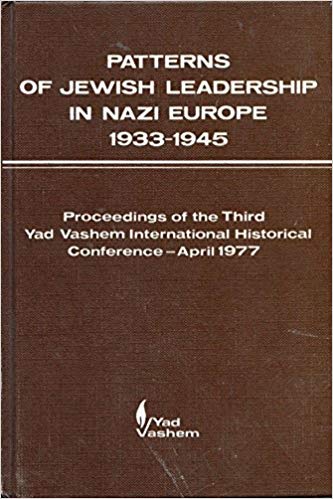 PATTERNS
OF JEWISH LEADERSHIP
IN NAZI EUROPE
1933-1945
Proceedings of the Third
Yad Vashem International Historical
Conference – April 1977
Yad
Vashem